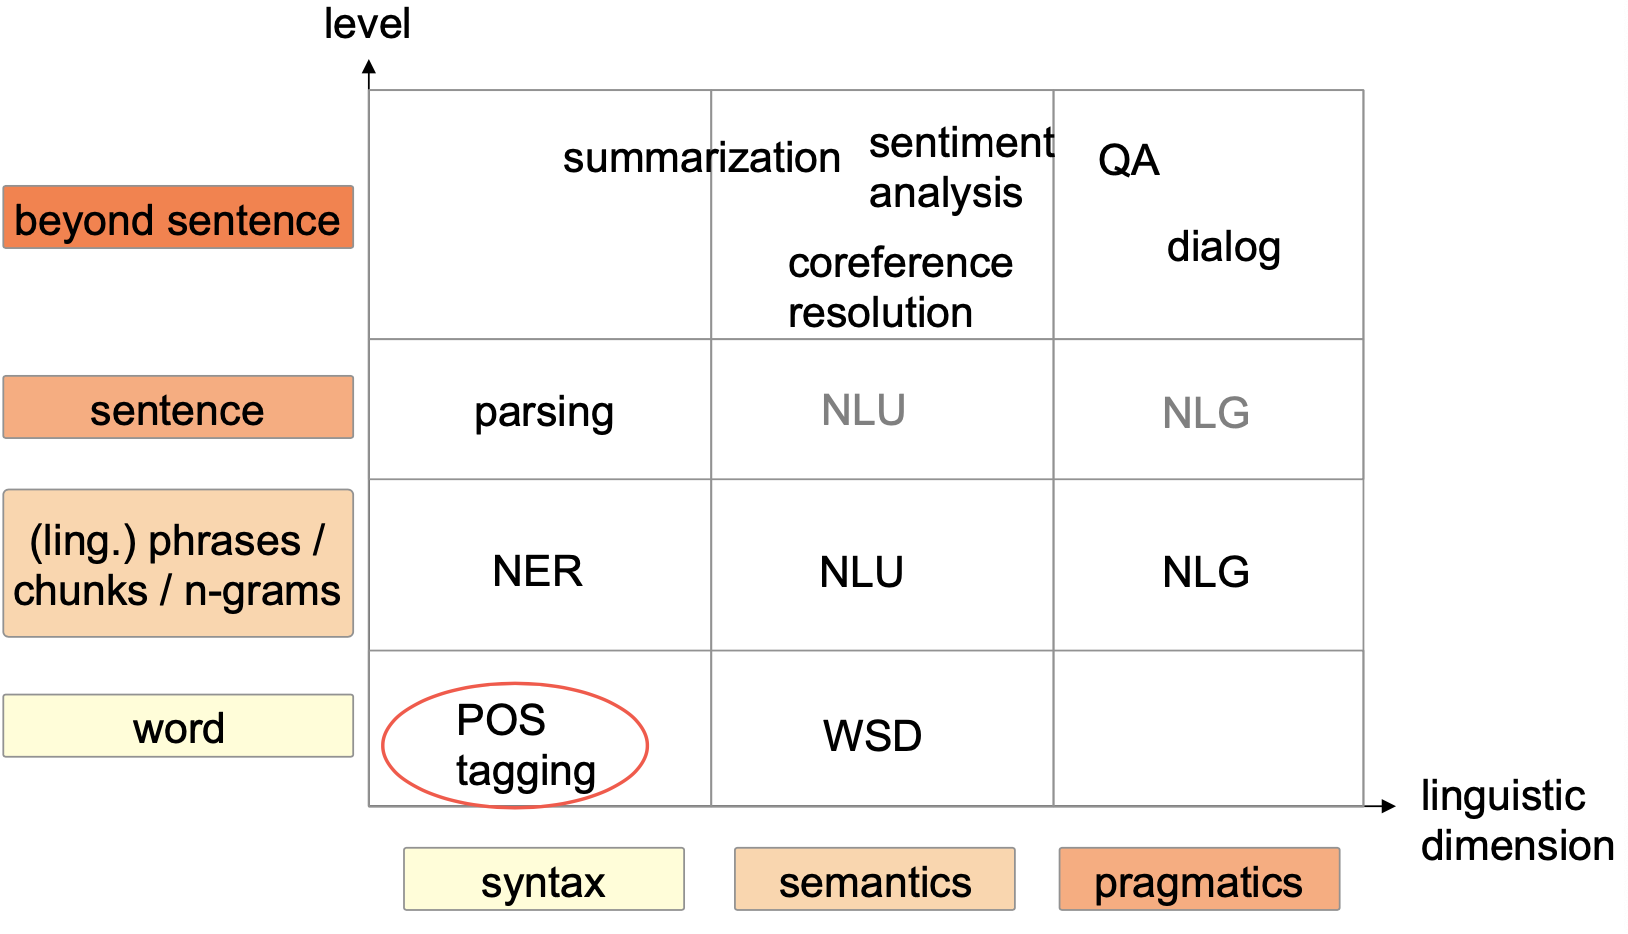 level
summarization
sentiment
analysis
QA
beyond sentence
dialog
coreference
resolution
sentence
parsing
NLU
NLG
(ling.) phrases /
chunks / n-grams
NER
NLU
NLG
word
POS
tagging
WSD
linguistic
dimension
syntax
semantics
pragmatics